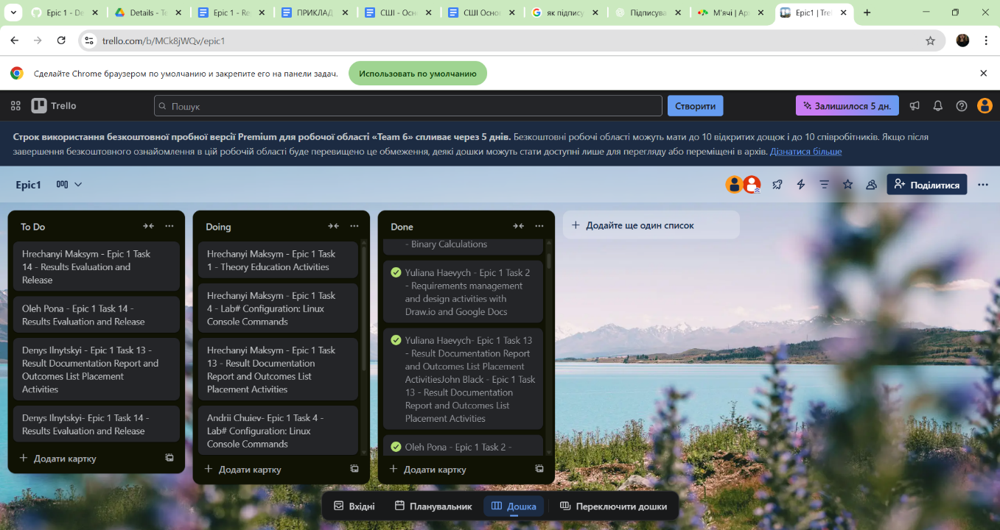 Epic 1 - De
Details - To
Epic 1 - Re
ПРИКЛАД
СШІ - Осн
СШІ Осно
як підпису
Підписува
М'ячі | Ар
Epic1 | Trel
trello.com/b/MCk8jWQv/epic1
Сделайте Chrome браузером по умолчанию и закрепите его на панели задач.
Использовать по умолчанию
Trello
Пошук
Створити
Залишилося 5 дн.
Строк використання безкоштовної пробної версії Premium для робочої області «Team 6» спливає через 5 днів. Безкоштовні робочі області можуть мати до 10 відкритих дощок і до 10 співробітників. Якщо після
завершення безкоштовного ознайомлення в цій робочій області буде перевищено це обмеження, деякі дошки можуть стати доступні лише для перегляду або переміщені в архів. Дізнатися більше
Epic1
Поділитися
To Do
Hrechanyi Maksym - Epic 1 Task
14 - Results Evaluation and
Release
Oleh Pona - Epic 1 Task 14 -
Results Evaluation and Release
Denys Ilnytskyi - Epic 1 Task 13 -
Result Documentation Report and
Outcomes List Placement
Activities
Denys Ilnytskyi- Epic 1 Task 14 -
Results Evaluation and Release
Додати картку
Doing
Hrechanyi Maksym - Epic 1 Task
1 - Theory Education Activities
Hrechanyi Maksym - Epic 1 Task
4 - Lab# Configuration: Linux
Console Commands
Hrechanyi Maksym - Epic 1 Task
13 - Result Documentation
Report and Outcomes List
Placement Activities
Andrii Chuiev- Epic 1 Task 4 -
Lab# Configuration: Linux
Console Commands
Додати картку
Done
- Binary Calculations
Yuliana Haevych - Epic 1 Task 2
- Requirements management
and design activities with
Draw.io and Google Docs
Yuliana Haevych- Epic 1 Task 13
- Result Documentation Report
and Outcomes List Placement
ActivitiesJohn Black - Epic 1 Task
13 - Result Documentation
Report and Outcomes List
Placement Activities
Oleh Pona - Epic 1 Task 2 -
Додати картку
Додайте ще один список
Вхідні
Планувальник
Дошка
Переключити дошки